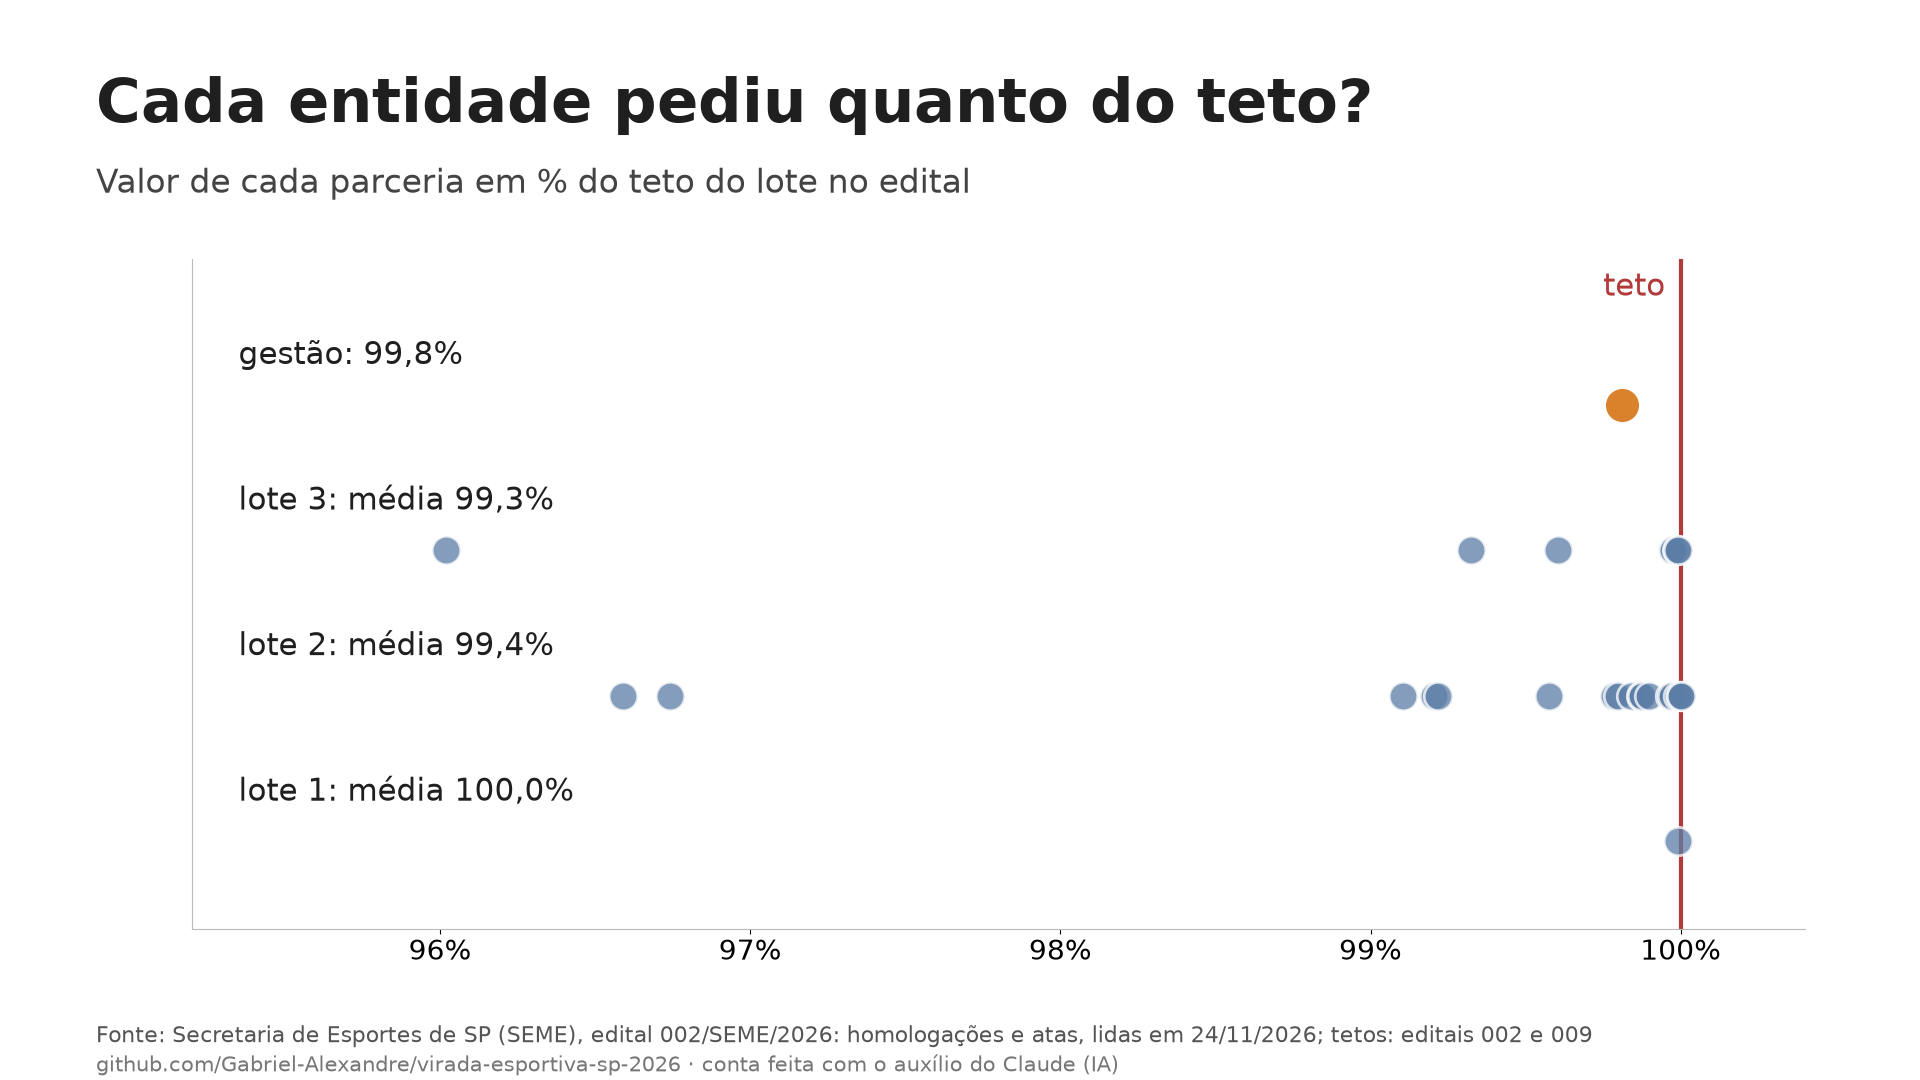 Cada entidade pediu quanto do teto?
Valor de cada parceria em % do teto do lote no edital
teto
gestão: 99,8%
lote 3: média 99,3%
lote 2: média 99,4%
lote 1: média 100,0%
96% 97% 98% 99% 100%
Fonte: Secretaria de Esportes de SP (SEME), edital 002/SEME/2026: homologações e atas, lidas em 24/11/2026; tetos: editais 002 e 009
github.com/Gabriel-Alexandre/virada-esportiva-sp-2026 · conta feita com o auxílio do Claude (IA)